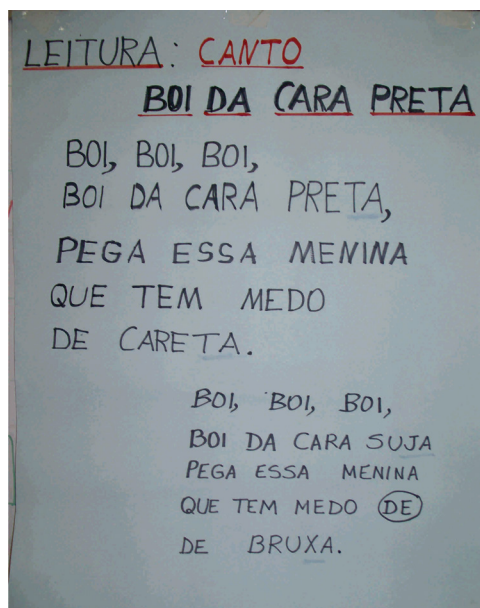 LEITURA: CANTO
BOI DA CARA PRETA
BOI, BOI, BOI,
BOI DA CARA PRETA,
PEGA ESSA MENINA
QUE TEM MEDO
DE CARETA.
BOI, BOI, BOI,
BOI DA CARA SUJA
PEGA ESSA MENINA
QUE TEM MEDO DE
DE BRUXA.